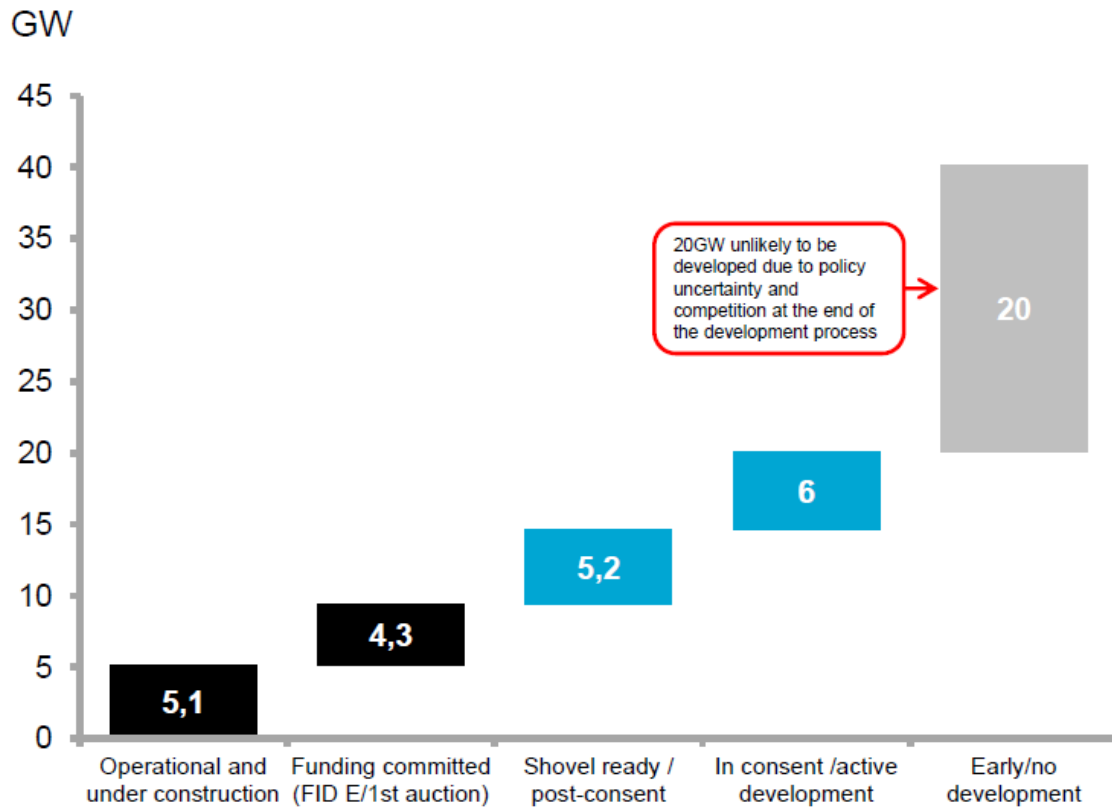 GW
45
40
35
30
25
20
15
10
5
0
5,1
4,3
5,2
6
20
20GW unlikely to be
developed due to policy
uncertainty and
competition at the end of
the development process
Operational and
under construction
Funding committed
(FID E/1st auction)
Shovel ready /
post-consent
In consent /active
development
Early/no
development